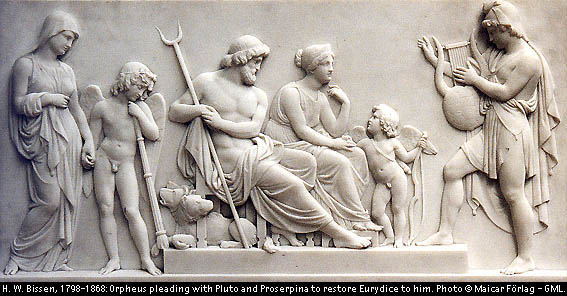 H. W. Bissen, 1798-1868: Orpheus pleading with Pluto and Proserpina to restore Eurydice to him. Photo © Maicar Förlag - GML.